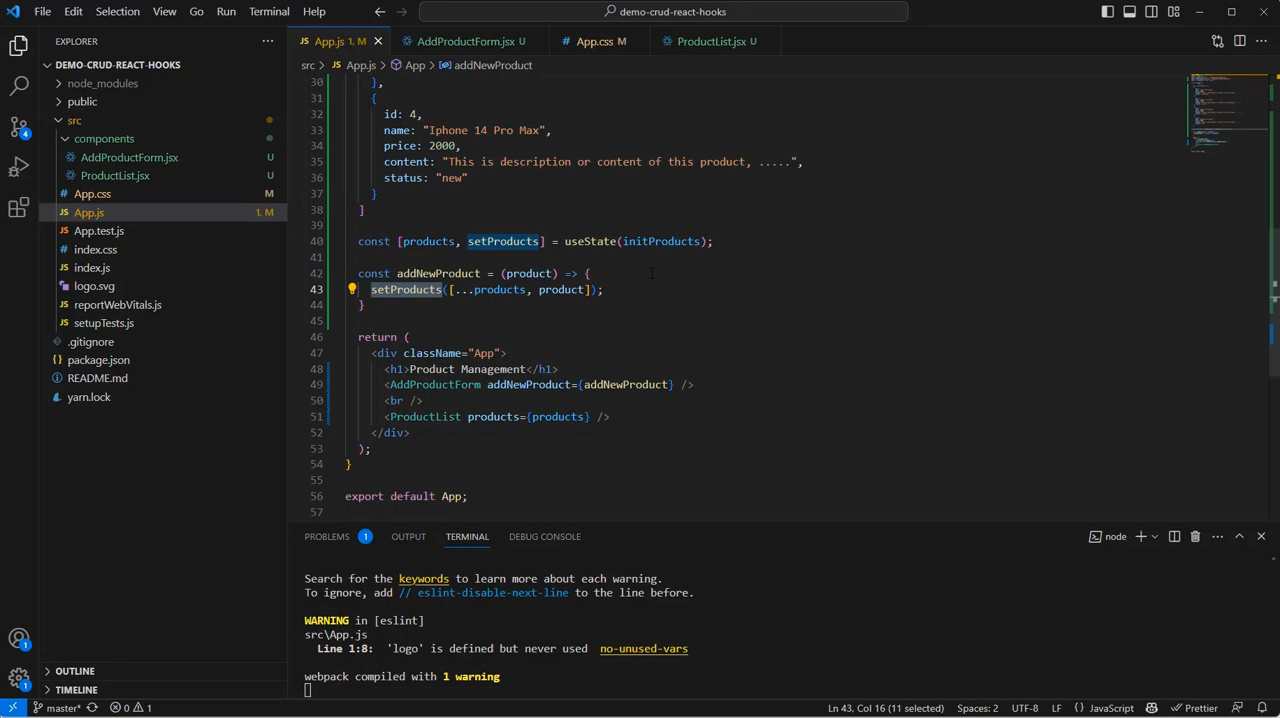 File Edit Selection View Go Run Terminal Help
demo-crud-react-hooks
EXPLORER
DEMO-CRUD-REACT-HOOKS
node_modules
public
src
components
AddProductForm.jsx U
ProductList.jsx U
App.css M
App.js 1, M
App.test.js
index.css
index.js
logo.svg
reportWebVitals.js
setupTests.js
.gitignore
package.json
README.md
yarn.lock
OUTLINE
TIMELINE
4
1
1
App.js 1, M AddProductForm.jsx U App.css M ProductList.jsx U
src > App.js > App > addNewProduct
30 },
31 {
32 id: 4,
33 name: "Iphone 14 Pro Max",
34 price: 2000,
35 content: "This is description or content of this product, .....",
36 status: "new"
37 }
38 ]
39
40 const [products, setProducts] = useState(initProducts);
41
42 const addNewProduct = (product) => {
43 setProducts([...products, product]);
44 }
45
46 return (
47 <div className="App">
48 <h1>Product Management</h1>
49 <AddProductForm addNewProduct={addNewProduct} />
50 <br />
51 <ProductList products={products} />
52 </div>
53 );
54 }
55
56 export default App;
57
PROBLEMS 1 OUTPUT TERMINAL DEBUG CONSOLE
node
Search for the keywords to learn more about each warning.
To ignore, add // eslint-disable-next-line to the line before.
WARNING in [eslint]
src\App.js
Line 1:8: 'logo' is defined but never used no-unused-vars
webpack compiled with 1 warning
master* 0 1 Ln 43, Col 16 (11 selected) Spaces: 2 UTF-8 LF {} JavaScript Prettier